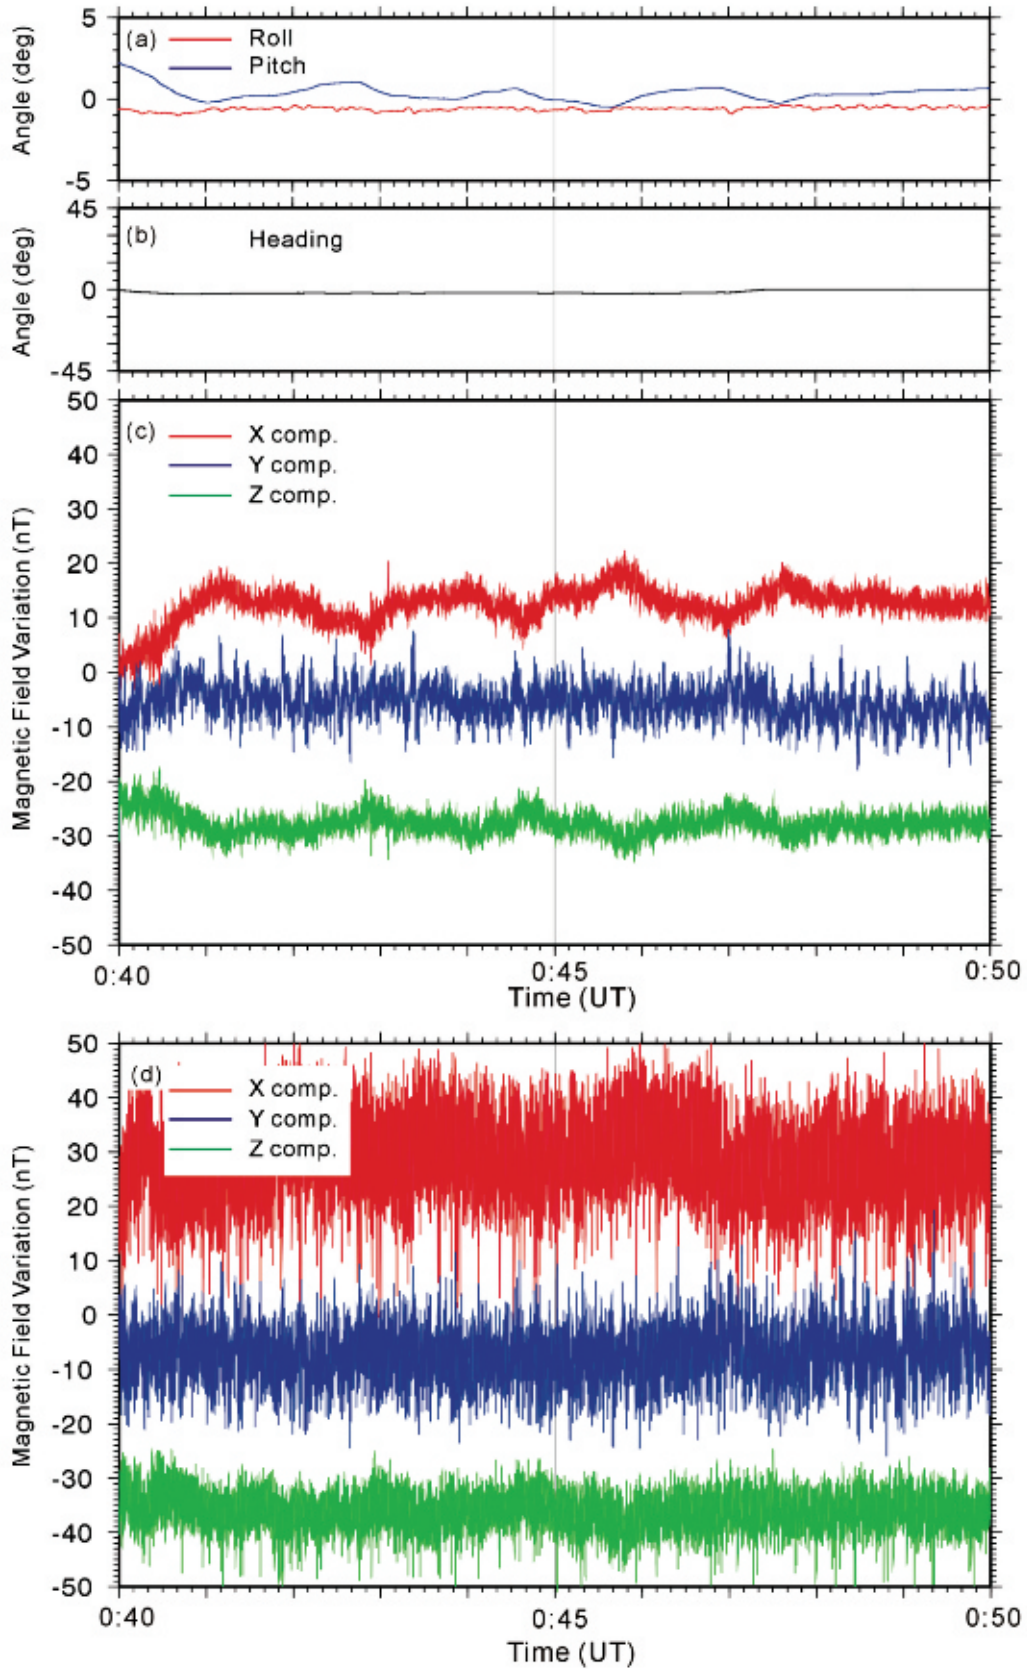 5
(a)
Roll
Pitch
0
-5
Angle (deg)
45
(b)
Heading
0
-45
Angle (deg)
50
(c)
X comp.
40
Y comp.
Z comp.
30
20
10
0
-10
-20
-30
-40
-50
Magnetic Field Variation (nT)
0:40
0:45
0:50
Time (UT)
50
(d)
X comp.
40
Y comp.
30
Z comp.
20
10
0
-10
-20
-30
-40
-50
Magnetic Field Variation (nT)
0:40
0:45
0:50
Time (UT)